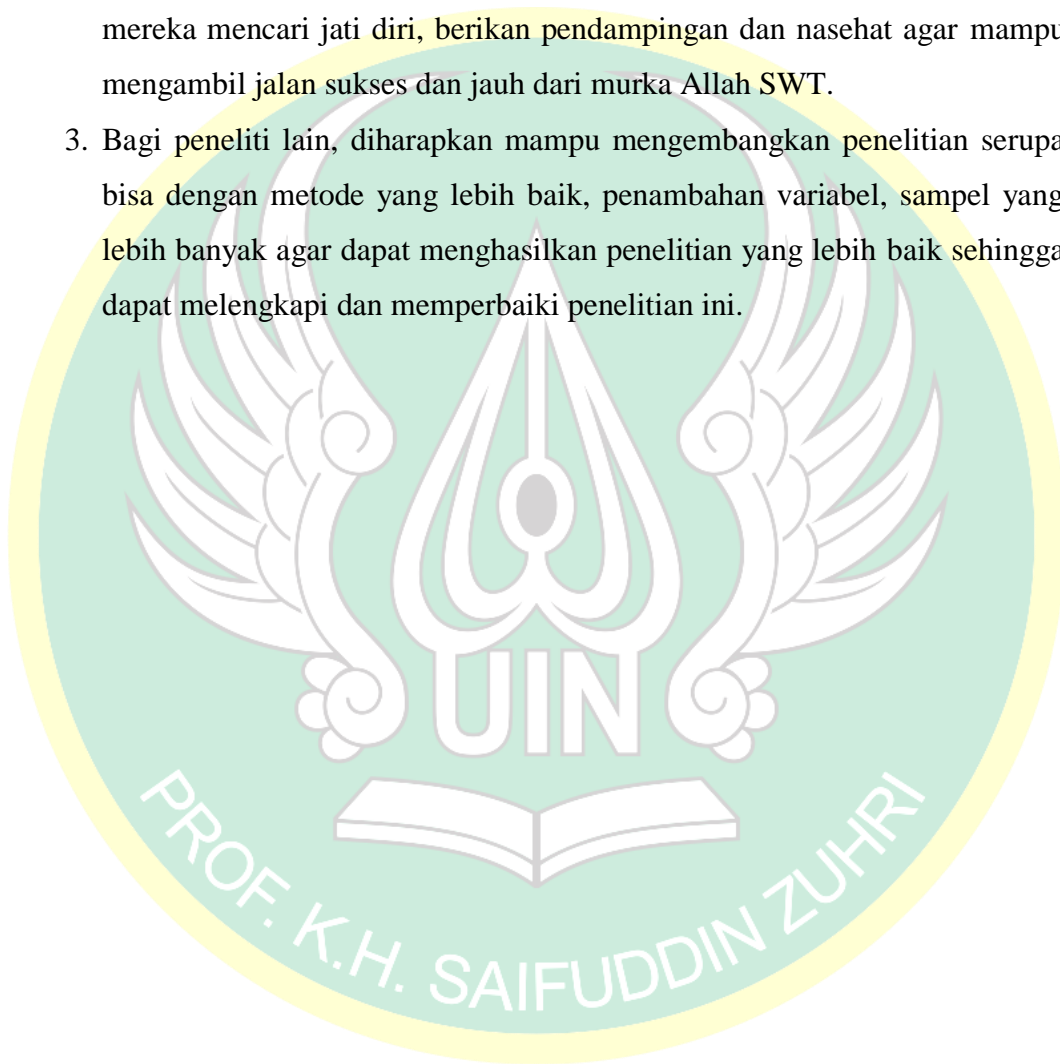 mereka mencari jati diri, berikan pendampingan dan nasehat agar mampu
mengambil jalan sukses dan jauh dari murka Allah SWT.
3. Bagi peneliti lain, diharapkan mampu mengembangkan penelitian serupa
bisa dengan metode yang lebih baik, penambahan variabel, sampel yang
lebih banyak agar dapat menghasilkan penelitian yang lebih baik sehingga
dapat melengkapi dan memperbaiki penelitian ini.
UIN
PROF. K.H. SAIFUDDIN ZUHRI